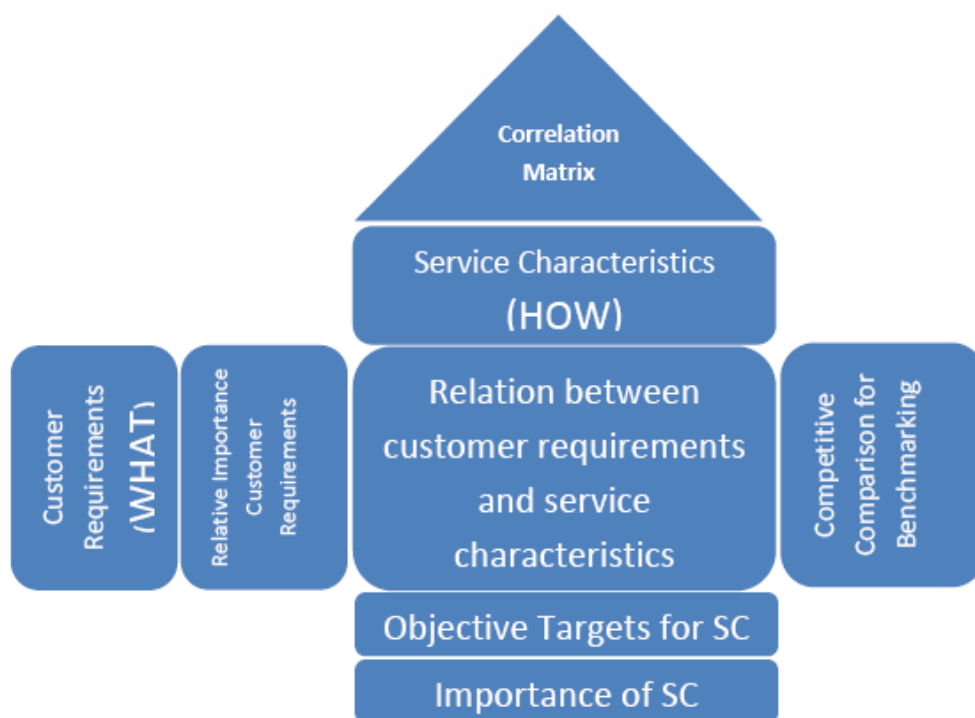 Correlation
Matrix
Service Characteristics
(HOW)
Customer
Requirements
(WHAT)
Relative Importance
Customer
Requirements
Relation between
customer requirements
and service
characteristics
Competitive
Comparison for
Benchmarking
Objective Targets for SC
Importance of SC